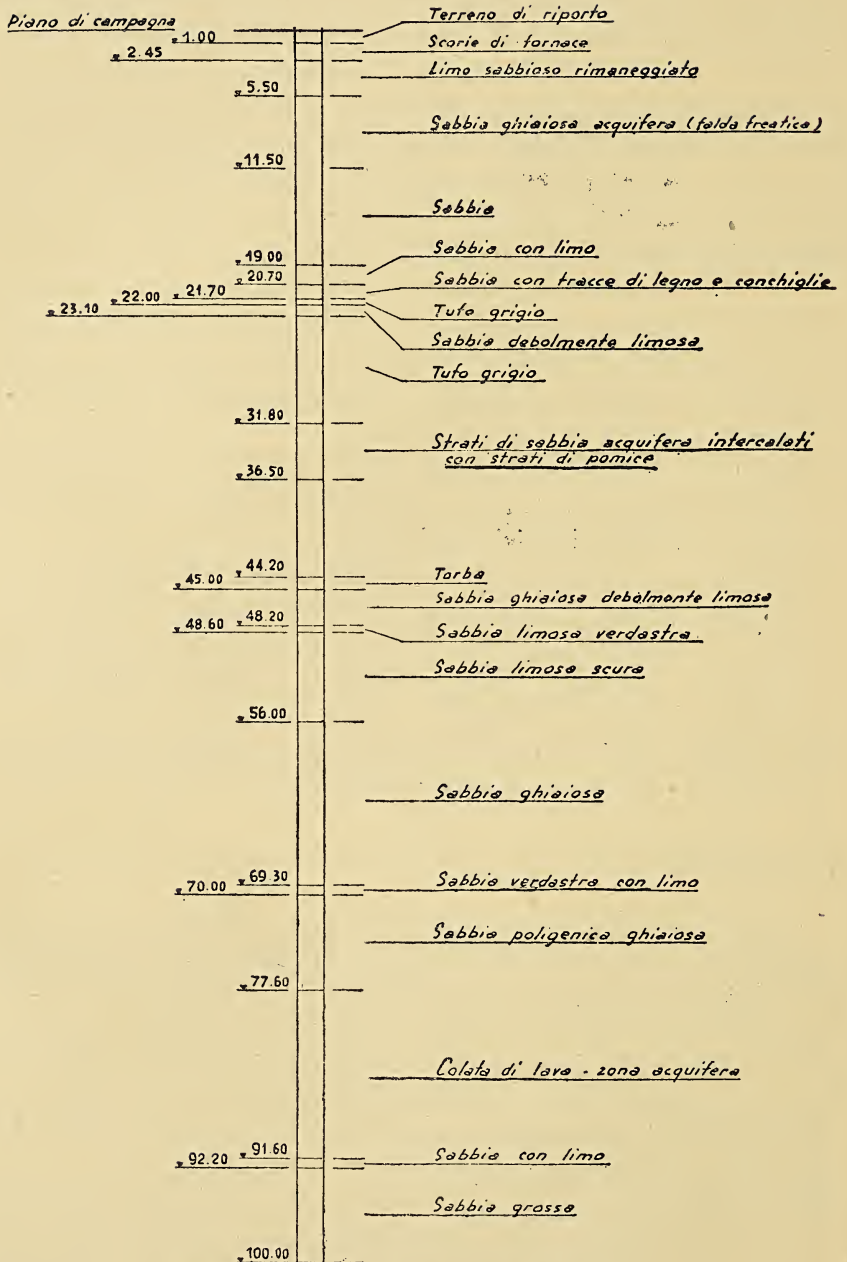 Piano di campagna
Terreno di riporto
1.00
Scorie di fornace
2.45
Limo sabbioso rimaneggiato
5.50
Sabbia ghiaiosa acquifera (falda freatica)
11.50
Sabbia
19.00
Sabbia con limo
20.70
Sabbia con tracce di legno e conchiglie
21.70
22.00
Tufo grigio
23.10
Sabbia debolmente limosa
Tufo grigio
31.80
Strati di sabbia acquifera intercalati
con strati di pomice
36.50
44.20
Torba
45.00
Sabbia ghiaiosa debolmente limosa
48.20
48.60
Sabbia limosa verdastra
Sabbia limosa scura
56.00
Sabbia ghiaiosa
69.30
70.00
Sabbia verdastra con limo
Sabbia poligenica ghiaiosa
77.60
Colata di lava - zona acquifera
91.60
92.20
Sabbia con limo
Sabbia grossa
100.00